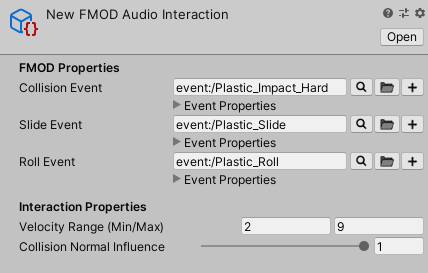 New FMOD Audio Interaction
Open
FMOD Properties
Collision Event event:/Plastic_Impact_Hard
Event Properties
Slide Event event:/Plastic_Slide
Event Properties
Roll Event event:/Plastic_Roll
Event Properties
Interaction Properties
Velocity Range (Min/Max) 2 9
Collision Normal Influence 1